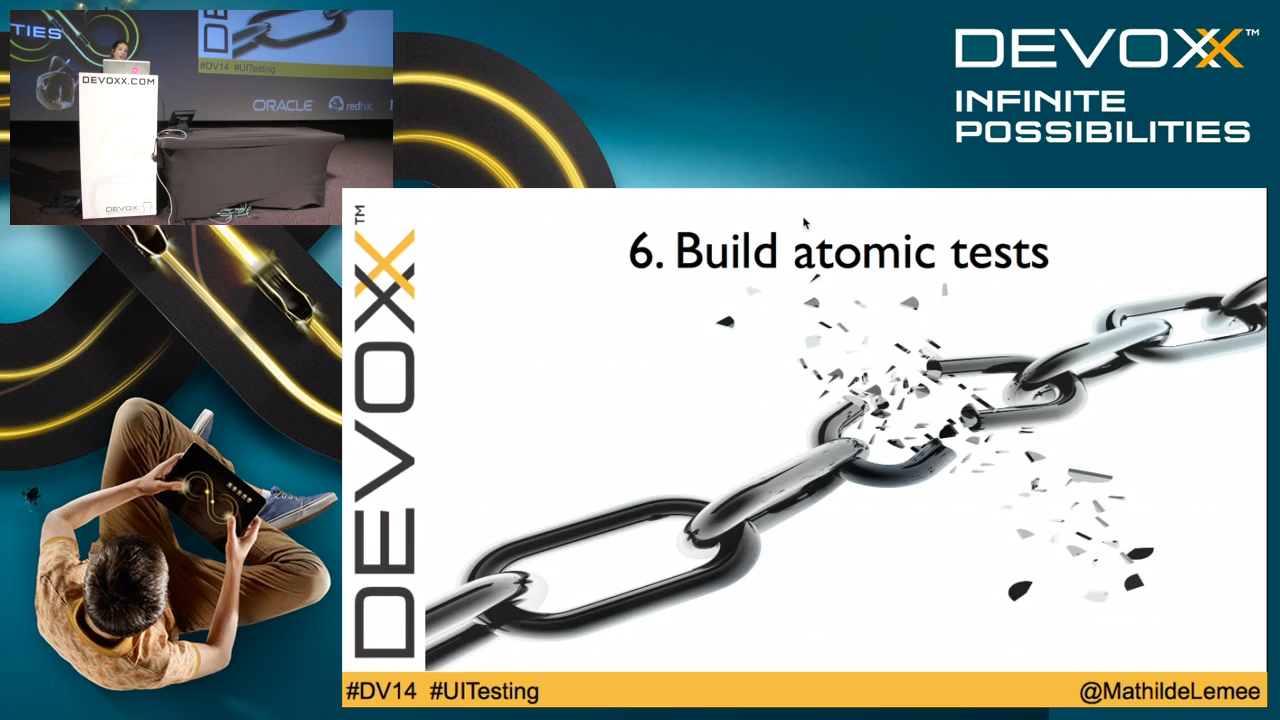 TIES
#DV14 #UITesting
DEVOXX.COM
ORACLE
redhat
DEVOXX
DEVOXX™
INFINITE
POSSIBILITIES
DEVOXX™
6. Build atomic tests
#DV14 #UITesting
@MathildeLemee